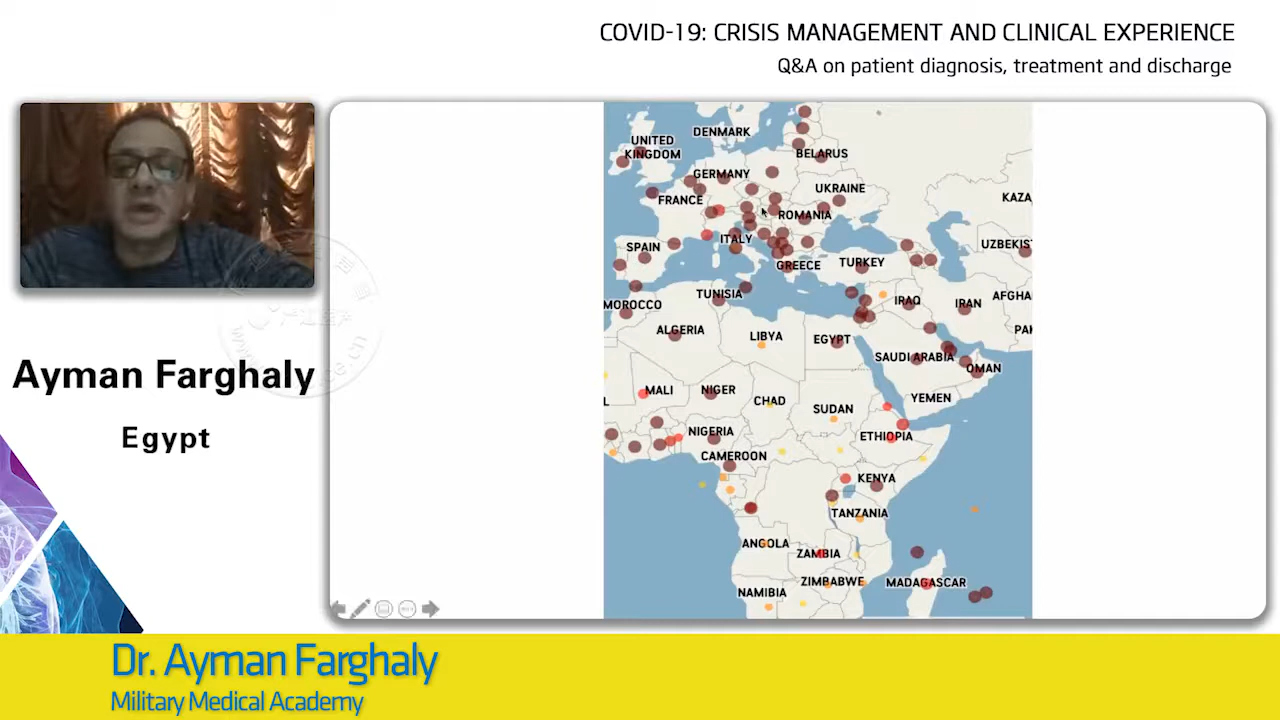 COVID-19: CRISIS MANAGEMENT AND CLINICAL EXPERIENCE
Q&A on patient diagnosis, treatment and discharge
Ayman Farghaly
Egypt
UNITED
KINGDOM
DENMARK
BELARUS
GERMANY
UKRAINE
FRANCE
KAZA
ROMANIA
ITALY
SPAIN
UZBEKIST
TURKEY
GREECE
TUNISIA
AFGHA
MOROCCO
IRAQ
IRAN
ALGERIA
LIBYA
EGYPT
PAK
SAUDI ARABIA
OMAN
MALI
NIGER
CHAD
YEMEN
L
SUDAN
NIGERIA
ETHIOPIA
CAMEROON
KENYA
TANZANIA
ANGOLA
ZAMBIA
ZIMBABWE
MADAGASCAR
NAMIBIA
Dr. Ayman Farghaly
Military Medical Academy